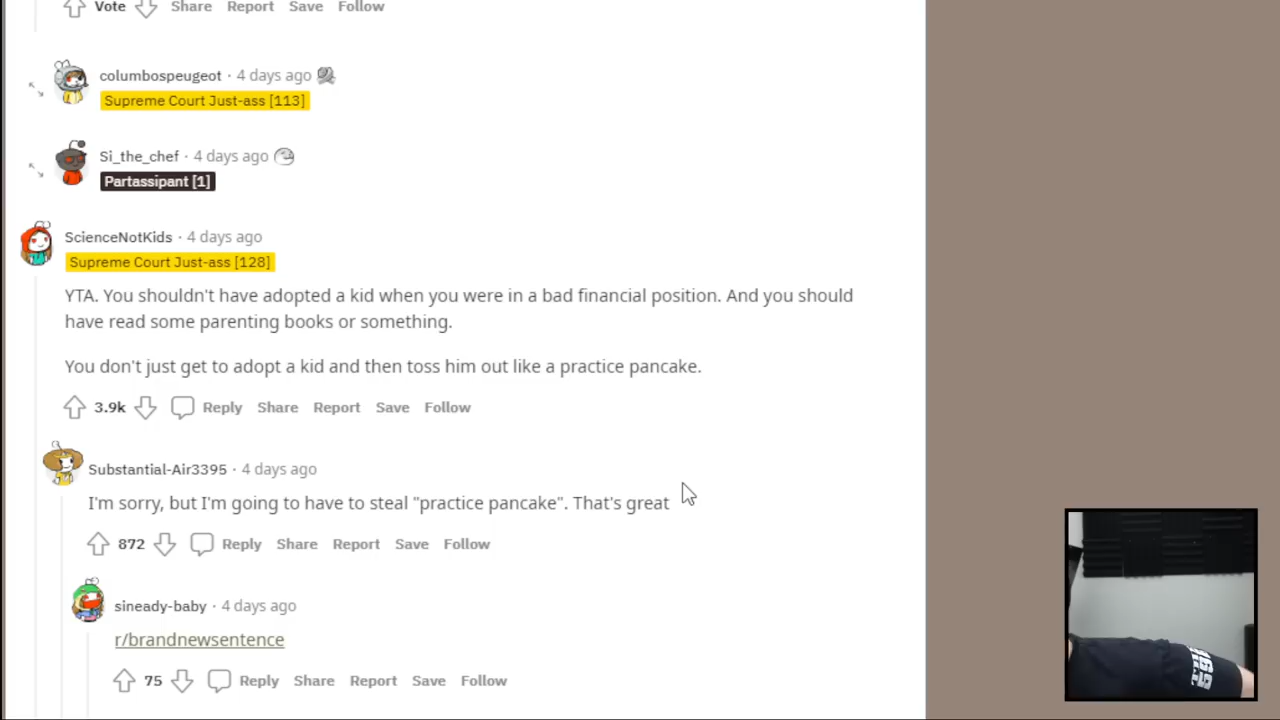 Vote Share Report Save Follow
columbospeugeot · 4 days ago
Supreme Court Just-ass [113]
Si_the_chef · 4 days ago
Partassipant [1]
ScienceNotKids · 4 days ago
Supreme Court Just-ass [128]
YTA. You shouldn't have adopted a kid when you were in a bad financial position. And you should
have read some parenting books or something.
You don't just get to adopt a kid and then toss him out like a practice pancake.
3.9k Reply Share Report Save Follow
Substantial-Air3395 · 4 days ago
I'm sorry, but I'm going to have to steal "practice pancake". That's great
872 Reply Share Report Save Follow
sineady-baby · 4 days ago
r/brandnewsentence
75 Reply Share Report Save Follow